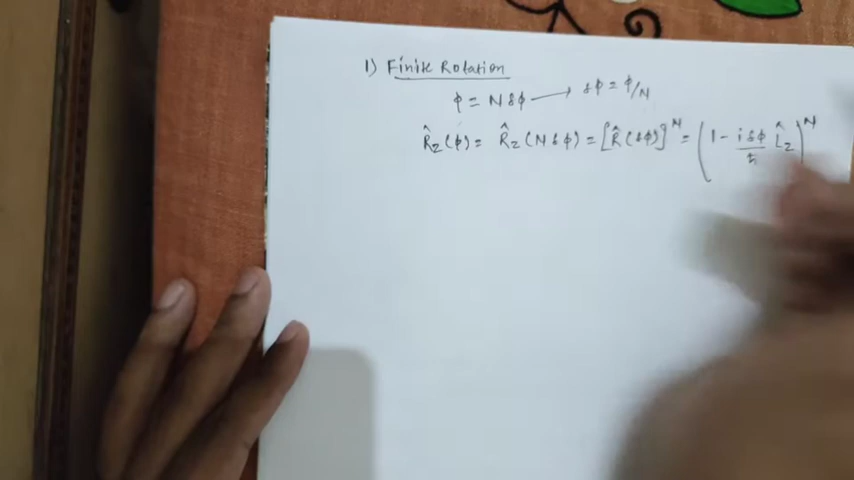 1) Finite Rotation
ϕ = N δϕ ⟶ δϕ = ϕ/N
R̂z(ϕ) = R̂z(N δϕ) = [R̂(δϕ)]^N = (1 - iδϕ/ħ L̂z)^N